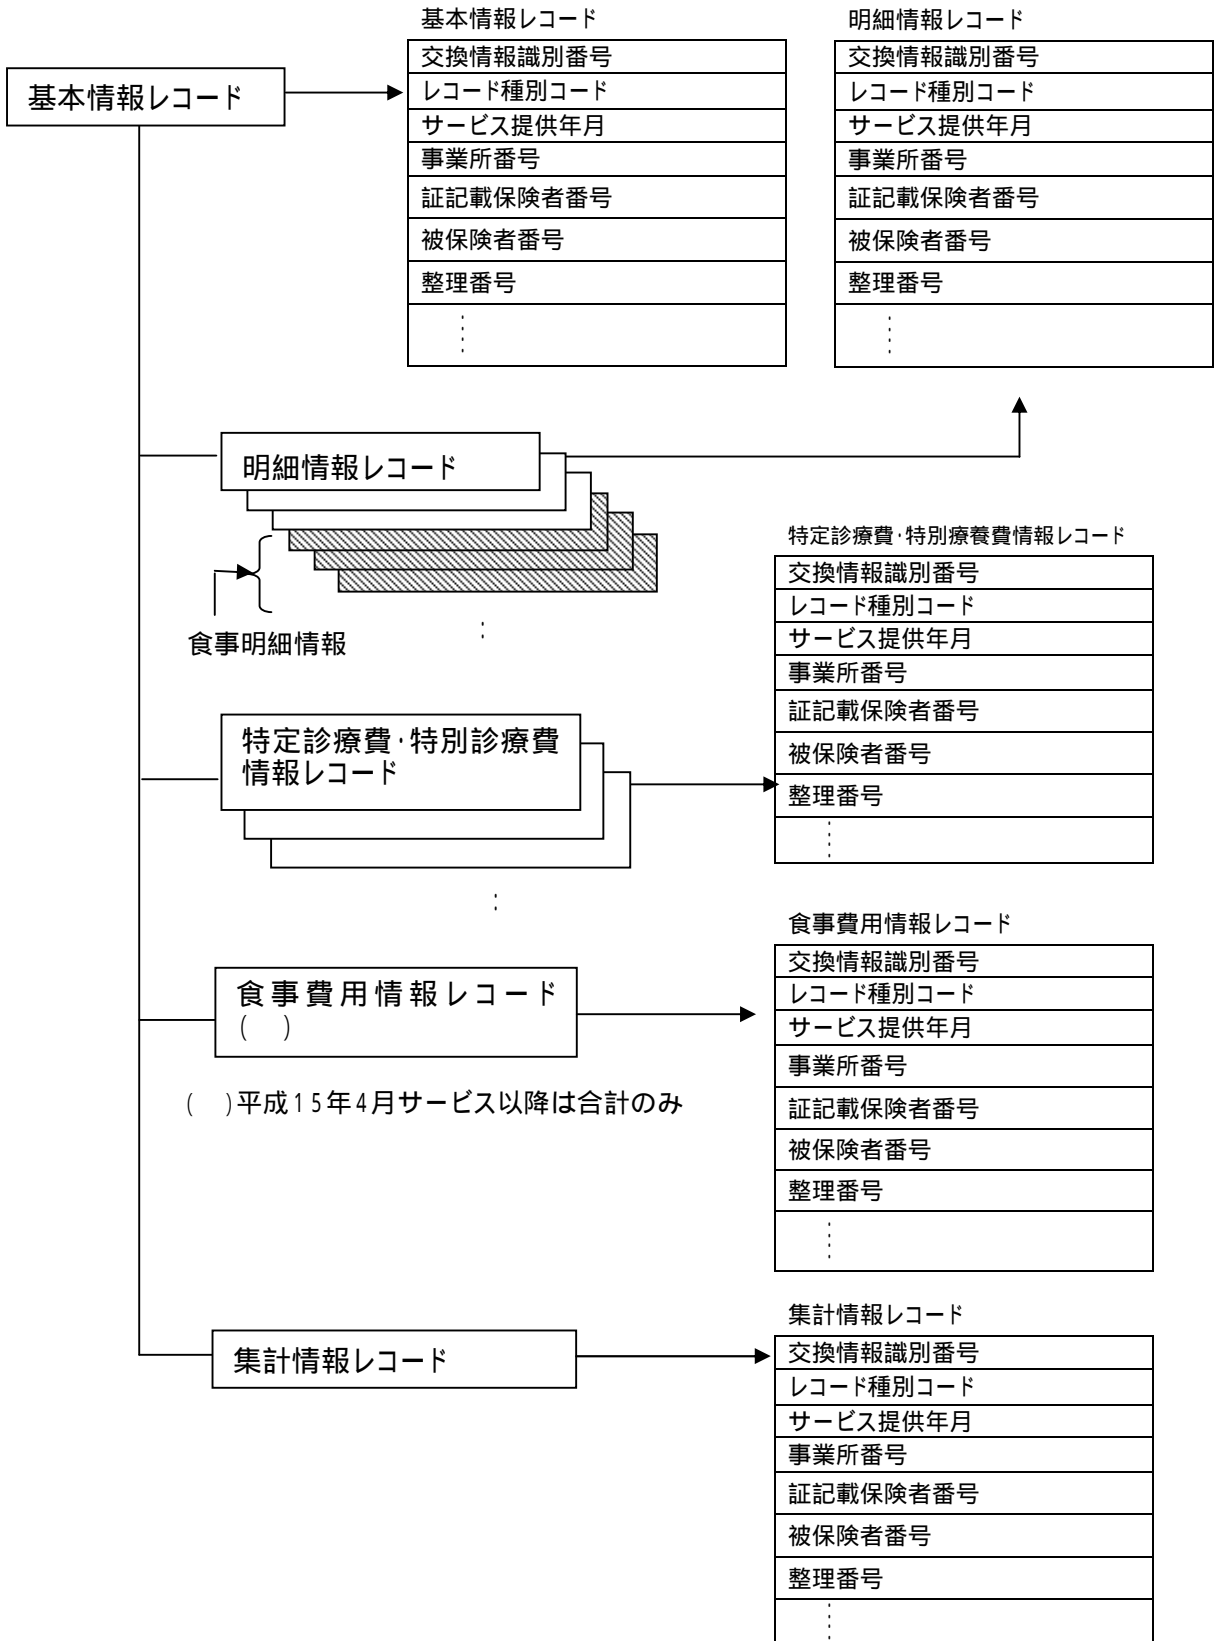 基本情報レコード
基本情報レコード
交換情報識別番号
レコード種別コード
サービス提供年月
事業所番号
証記載保険者番号
被保険者番号
整理番号
明細情報レコード
交換情報識別番号
レコード種別コード
サービス提供年月
事業所番号
証記載保険者番号
被保険者番号
整理番号
明細情報レコード
食事明細情報
特定診療費・特別療養費情報レコード
交換情報識別番号
レコード種別コード
サービス提供年月
事業所番号
証記載保険者番号
被保険者番号
整理番号
特定診療費・特別診療費
情報レコード
食事費用情報レコード
交換情報識別番号
レコード種別コード
サービス提供年月
事業所番号
証記載保険者番号
被保険者番号
整理番号
食事費用情報レコード
(　)
(　)平成15年4月サービス以降は合計のみ
集計情報レコード
集計情報レコード
交換情報識別番号
レコード種別コード
サービス提供年月
事業所番号
証記載保険者番号
被保険者番号
整理番号